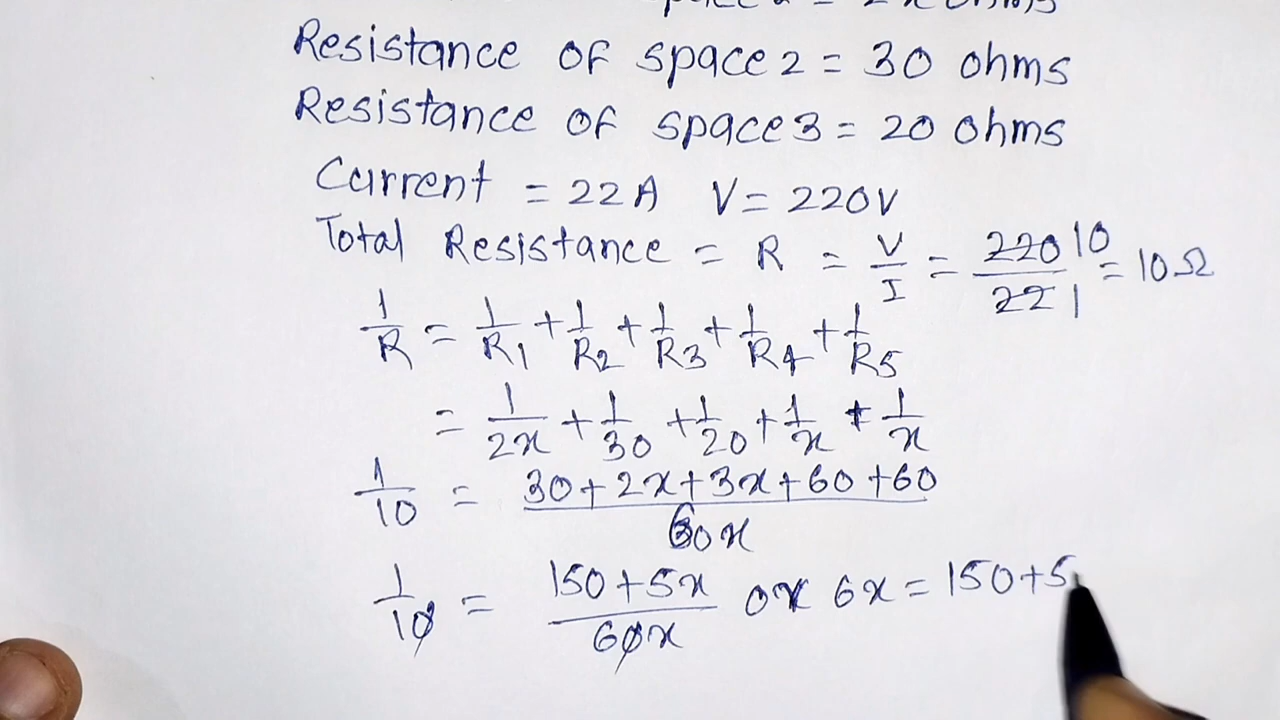 Resistance of space 2 = 30 ohms
Resistance of space 3 = 20 ohms
Current = 22A V = 220V
Total Resistance = R = V/I = 220/22 10/1 = 10Ω
1/R = 1/R1 + 1/R2 + 1/R3 + 1/R4 + 1/R5
= 1/2x + 1/30 + 1/20 + 1/x + 1/x
1/10 = 30+2x+3x+60+60/60x
1/10 = 150+5x/60x or 6x = 150+5